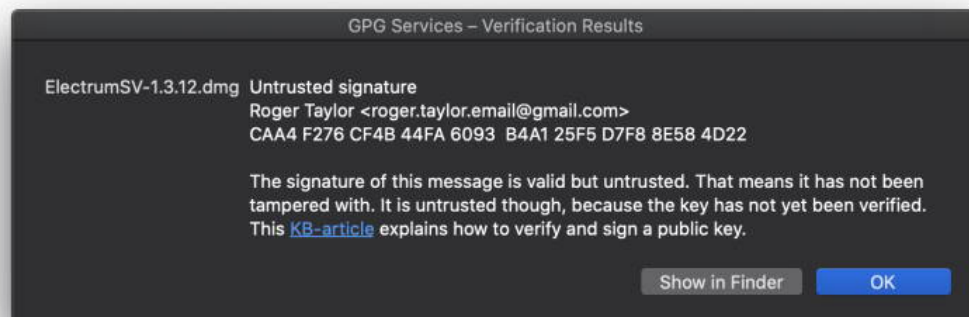 GPG Services – Verification Results
ElectrumSV-1.3.12.dmg Untrusted signature
Roger Taylor <roger.taylor.email@gmail.com>
CAA4 F276 CF4B 44FA 6093  B4A1 25F5 D7F8 8E58 4D22
The signature of this message is valid but untrusted. That means it has not been
tampered with. It is untrusted though, because the key has not yet been verified.
This KB-article explains how to verify and sign a public key.
Show in Finder
OK